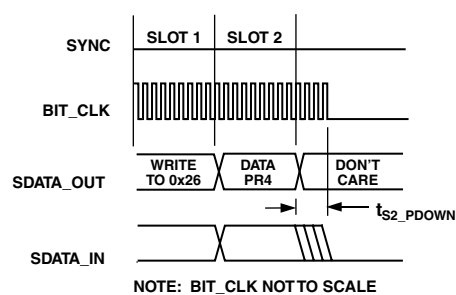 SLOT 1 SLOT 2
SYNC
BIT_CLK
WRITE TO 0x26
DATA PR4
DON'T CARE
SDATA_OUT
tS2_PDOWN
SDATA_IN
NOTE: BIT_CLK NOT TO SCALE